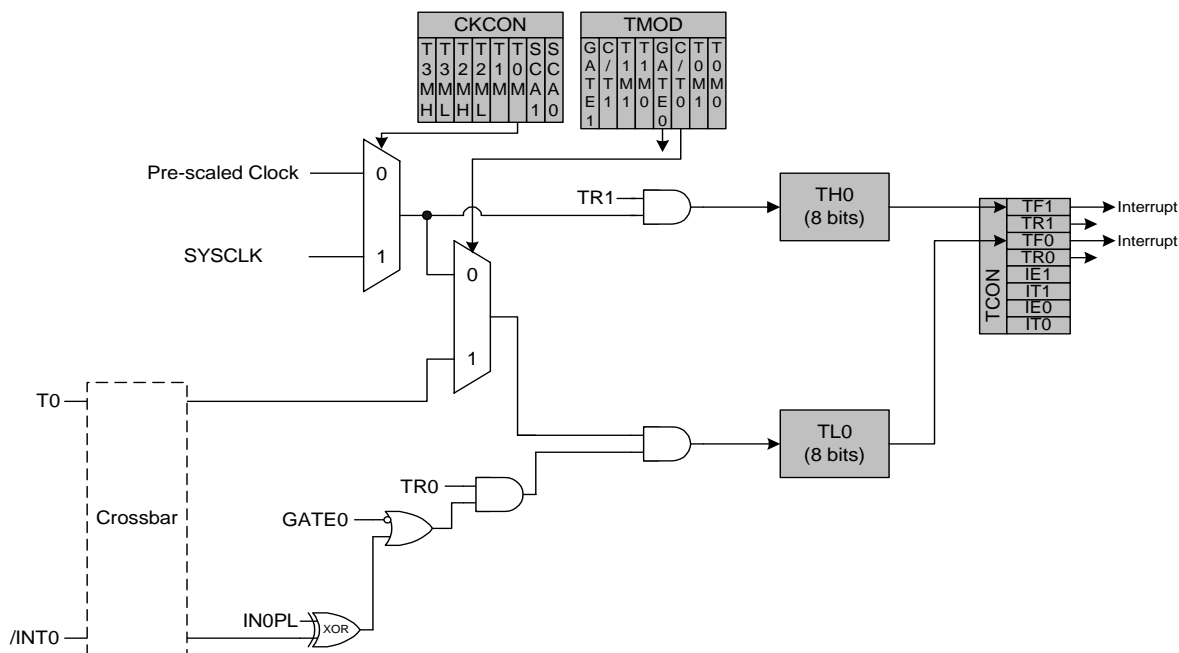 CKCON
T3MH
T3ML
T2MH
T2ML
T1M
T0M
SCA1
SCA0
TMOD
GATE1
C/T1
T1M1
T1M0
GATE0
C/T0
T0M1
T0M0
Pre-scaled Clock
0
SYSCLK
1
TR1
TH0
(8 bits)
TCON
TF1
TR1
TF0
TR0
IE1
IT1
IE0
IT0
Interrupt
Interrupt
0
1
T0
Crossbar
/INT0
TL0
(8 bits)
TR0
GATE0
IN0PL
XOR